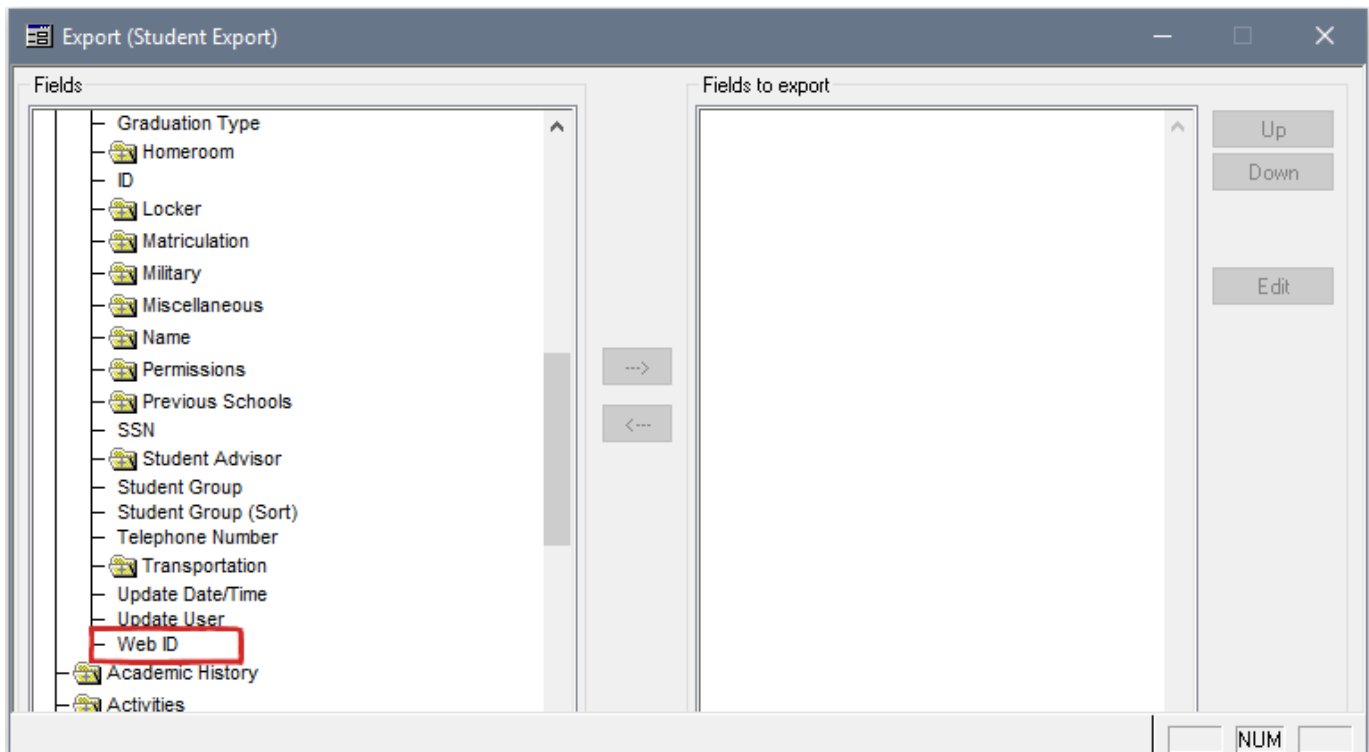 Export (Student Export)
Fields
Graduation Type
Homeroom
ID
Locker
Matriculation
Military
Miscellaneous
Name
Permissions
Previous Schools
SSN
Student Advisor
Student Group
Student Group (Sort)
Telephone Number
Transportation
Update Date/Time
Update User
Web ID
Academic History
Activities
--->
<---
Fields to export
Up
Down
Edit
NUM